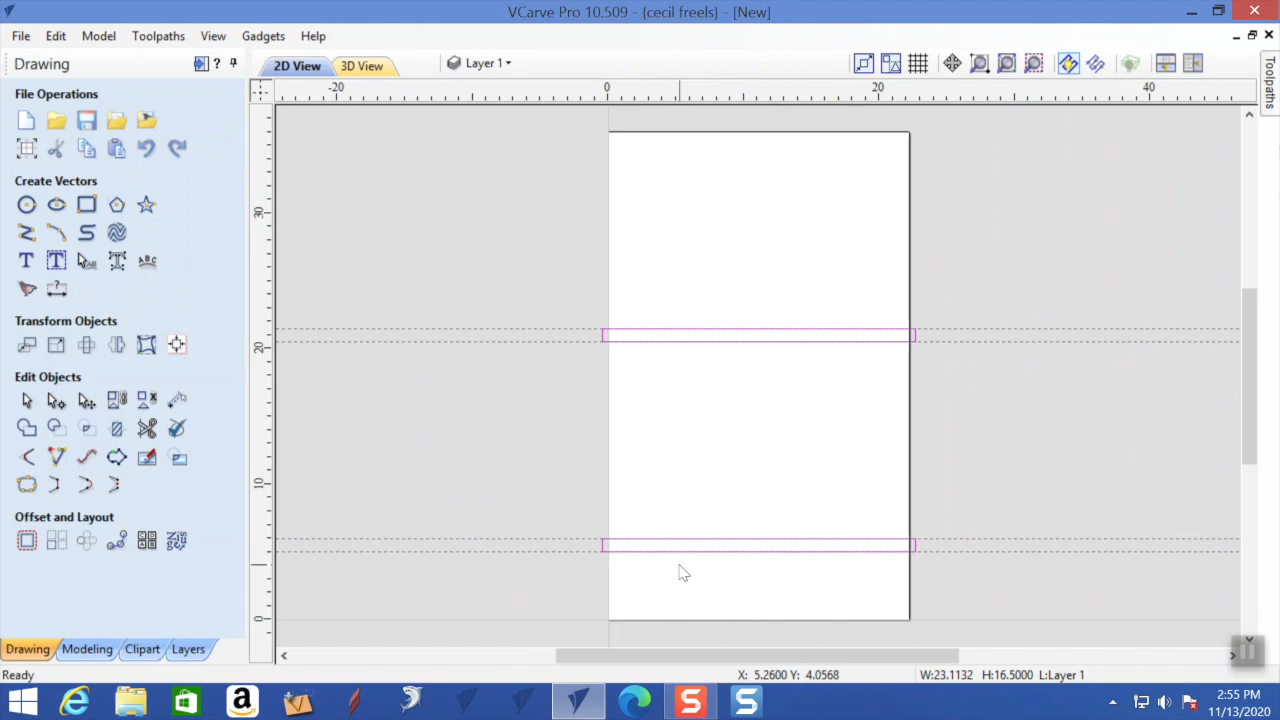 VCarve Pro 10.509 - {cecil freels} - [New]
File Edit Model Toolpaths View Gadgets Help
Drawing
2D View 3D View Layer 1
Toolpaths
-20 0 20 40
File Operations
Create Vectors
30
Transform Objects
20
Edit Objects
10
Offset and Layout
0
Drawing Modeling Clipart Layers
Ready X: 5.2600 Y: 4.0568 W:23.1132 H:16.5000 L:Layer 1
2:55 PM
11/13/2020